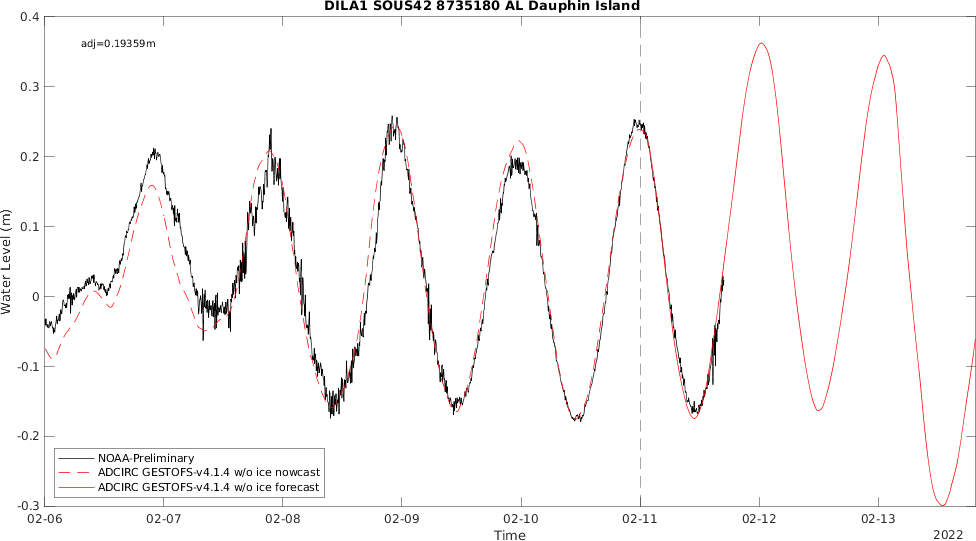 DILA1 SOUS42 8735180 AL Dauphin Island
adj=0.19359m
0.4
0.3
0.2
0.1
0
-0.1
-0.2
-0.3
Water Level (m)
NOAA-Preliminary
ADCIRC GESTOFS-v4.1.4 w/o ice nowcast
ADCIRC GESTOFS-v4.1.4 w/o ice forecast
02-06 02-07 02-08 02-09 02-10 02-11 02-12 02-13
Time
2022